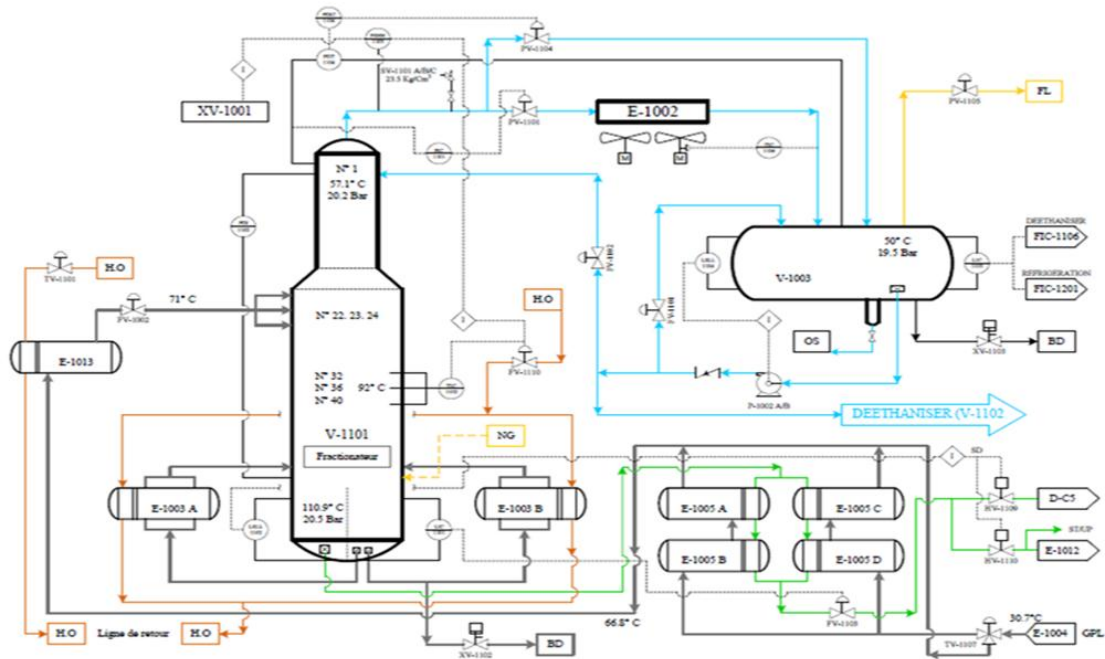 PV-1104
SV-1101 A/B/C
23.5 Kg/Cm²
XV-1001
PV-1101
E-1002
M
M
PV-1105
FL
N° 1
57.1° C
20.2 Bar
50° C
19.5 Bar
V-1003
DEETHANISER
FIC-1106
REFRIGERATION
FIC-1201
H.O
TV-1101
71° C
FV-1002
E-1013
N° 22. 23. 24
H.O
FV-1110
OS
XV-1103
BD
N° 32
N° 36
N° 40
92° C
P-1002 A/B
DEETHANISER (V-1102
V-1101
Fractionateur
NG
SD
E-1003 A
E-1003 B
110.9° C
20.5 Bar
E-1005 A
E-1005 C
HV-1109
D-C5
ST/UP
E-1005 B
E-1005 D
HV-1110
E-1012
H.O
Ligne de retour
H.O
66.8° C
FV-1105
30.7°C
TV-1107
E-1004
GPL
XV-1102
BD